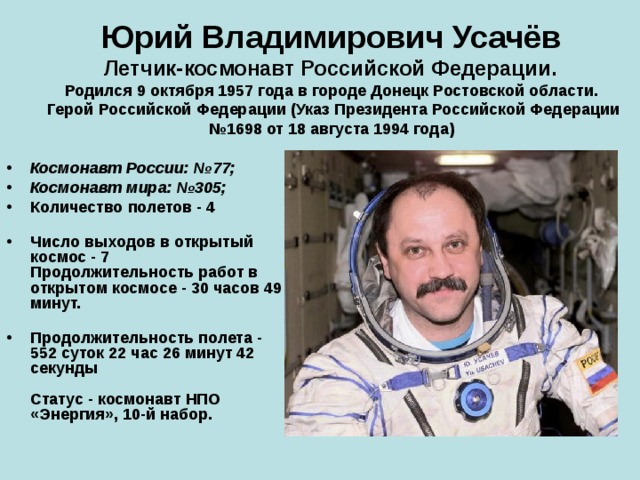 Юрий Владимирович Усачёв
Летчик-космонавт Российской Федерации.
Родился 9 октября 1957 года в городе Донецк Ростовской области.
Герой Российской Федерации (Указ Президента Российской Федерации
№1698 от 18 августа 1994 года)
• Космонавт России: №77;
• Космонавт мира: №305;
• Количество полетов - 4
• Число выходов в открытый
космос - 7
Продолжительность работ в
открытом космосе - 30 часов 49
минут.
• Продолжительность полета -
552 суток 22 час 26 минут 42
секунды
Статус - космонавт НПО
«Энергия», 10-й набор.
Ю. УСАЧЁВ
Yu. USACHEV